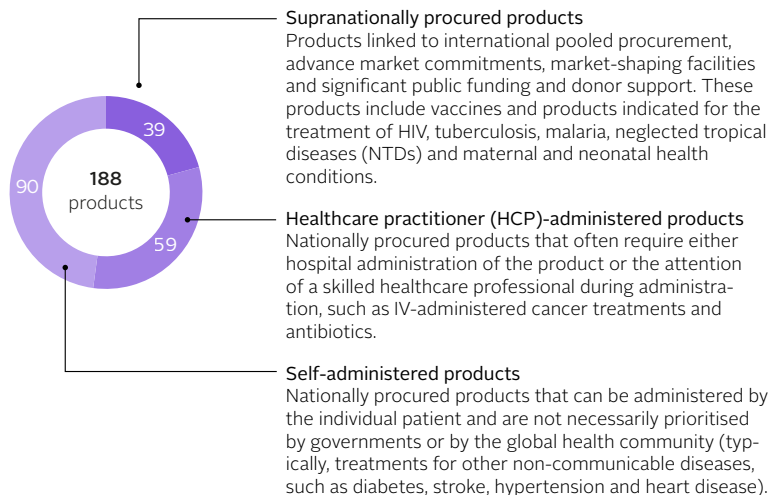 Supranationally procured products
Products linked to international pooled procurement,
advance market commitments, market-shaping facilities
and significant public funding and donor support. These
products include vaccines and products indicated for the
treatment of HIV, tuberculosis, malaria, neglected tropical
diseases (NTDs) and maternal and neonatal health
conditions.
39
90
188
products
59
Healthcare practitioner (HCP)-administered products
Nationally procured products that often require either
hospital administration of the product or the attention
of a skilled healthcare professional during administra-
tion, such as IV-administered cancer treatments and
antibiotics.
Self-administered products
Nationally procured products that can be administered by
the individual patient and are not necessarily prioritised
by governments or by the global health community (typ-
ically, treatments for other non-communicable diseases,
such as diabetes, stroke, hypertension and heart disease).